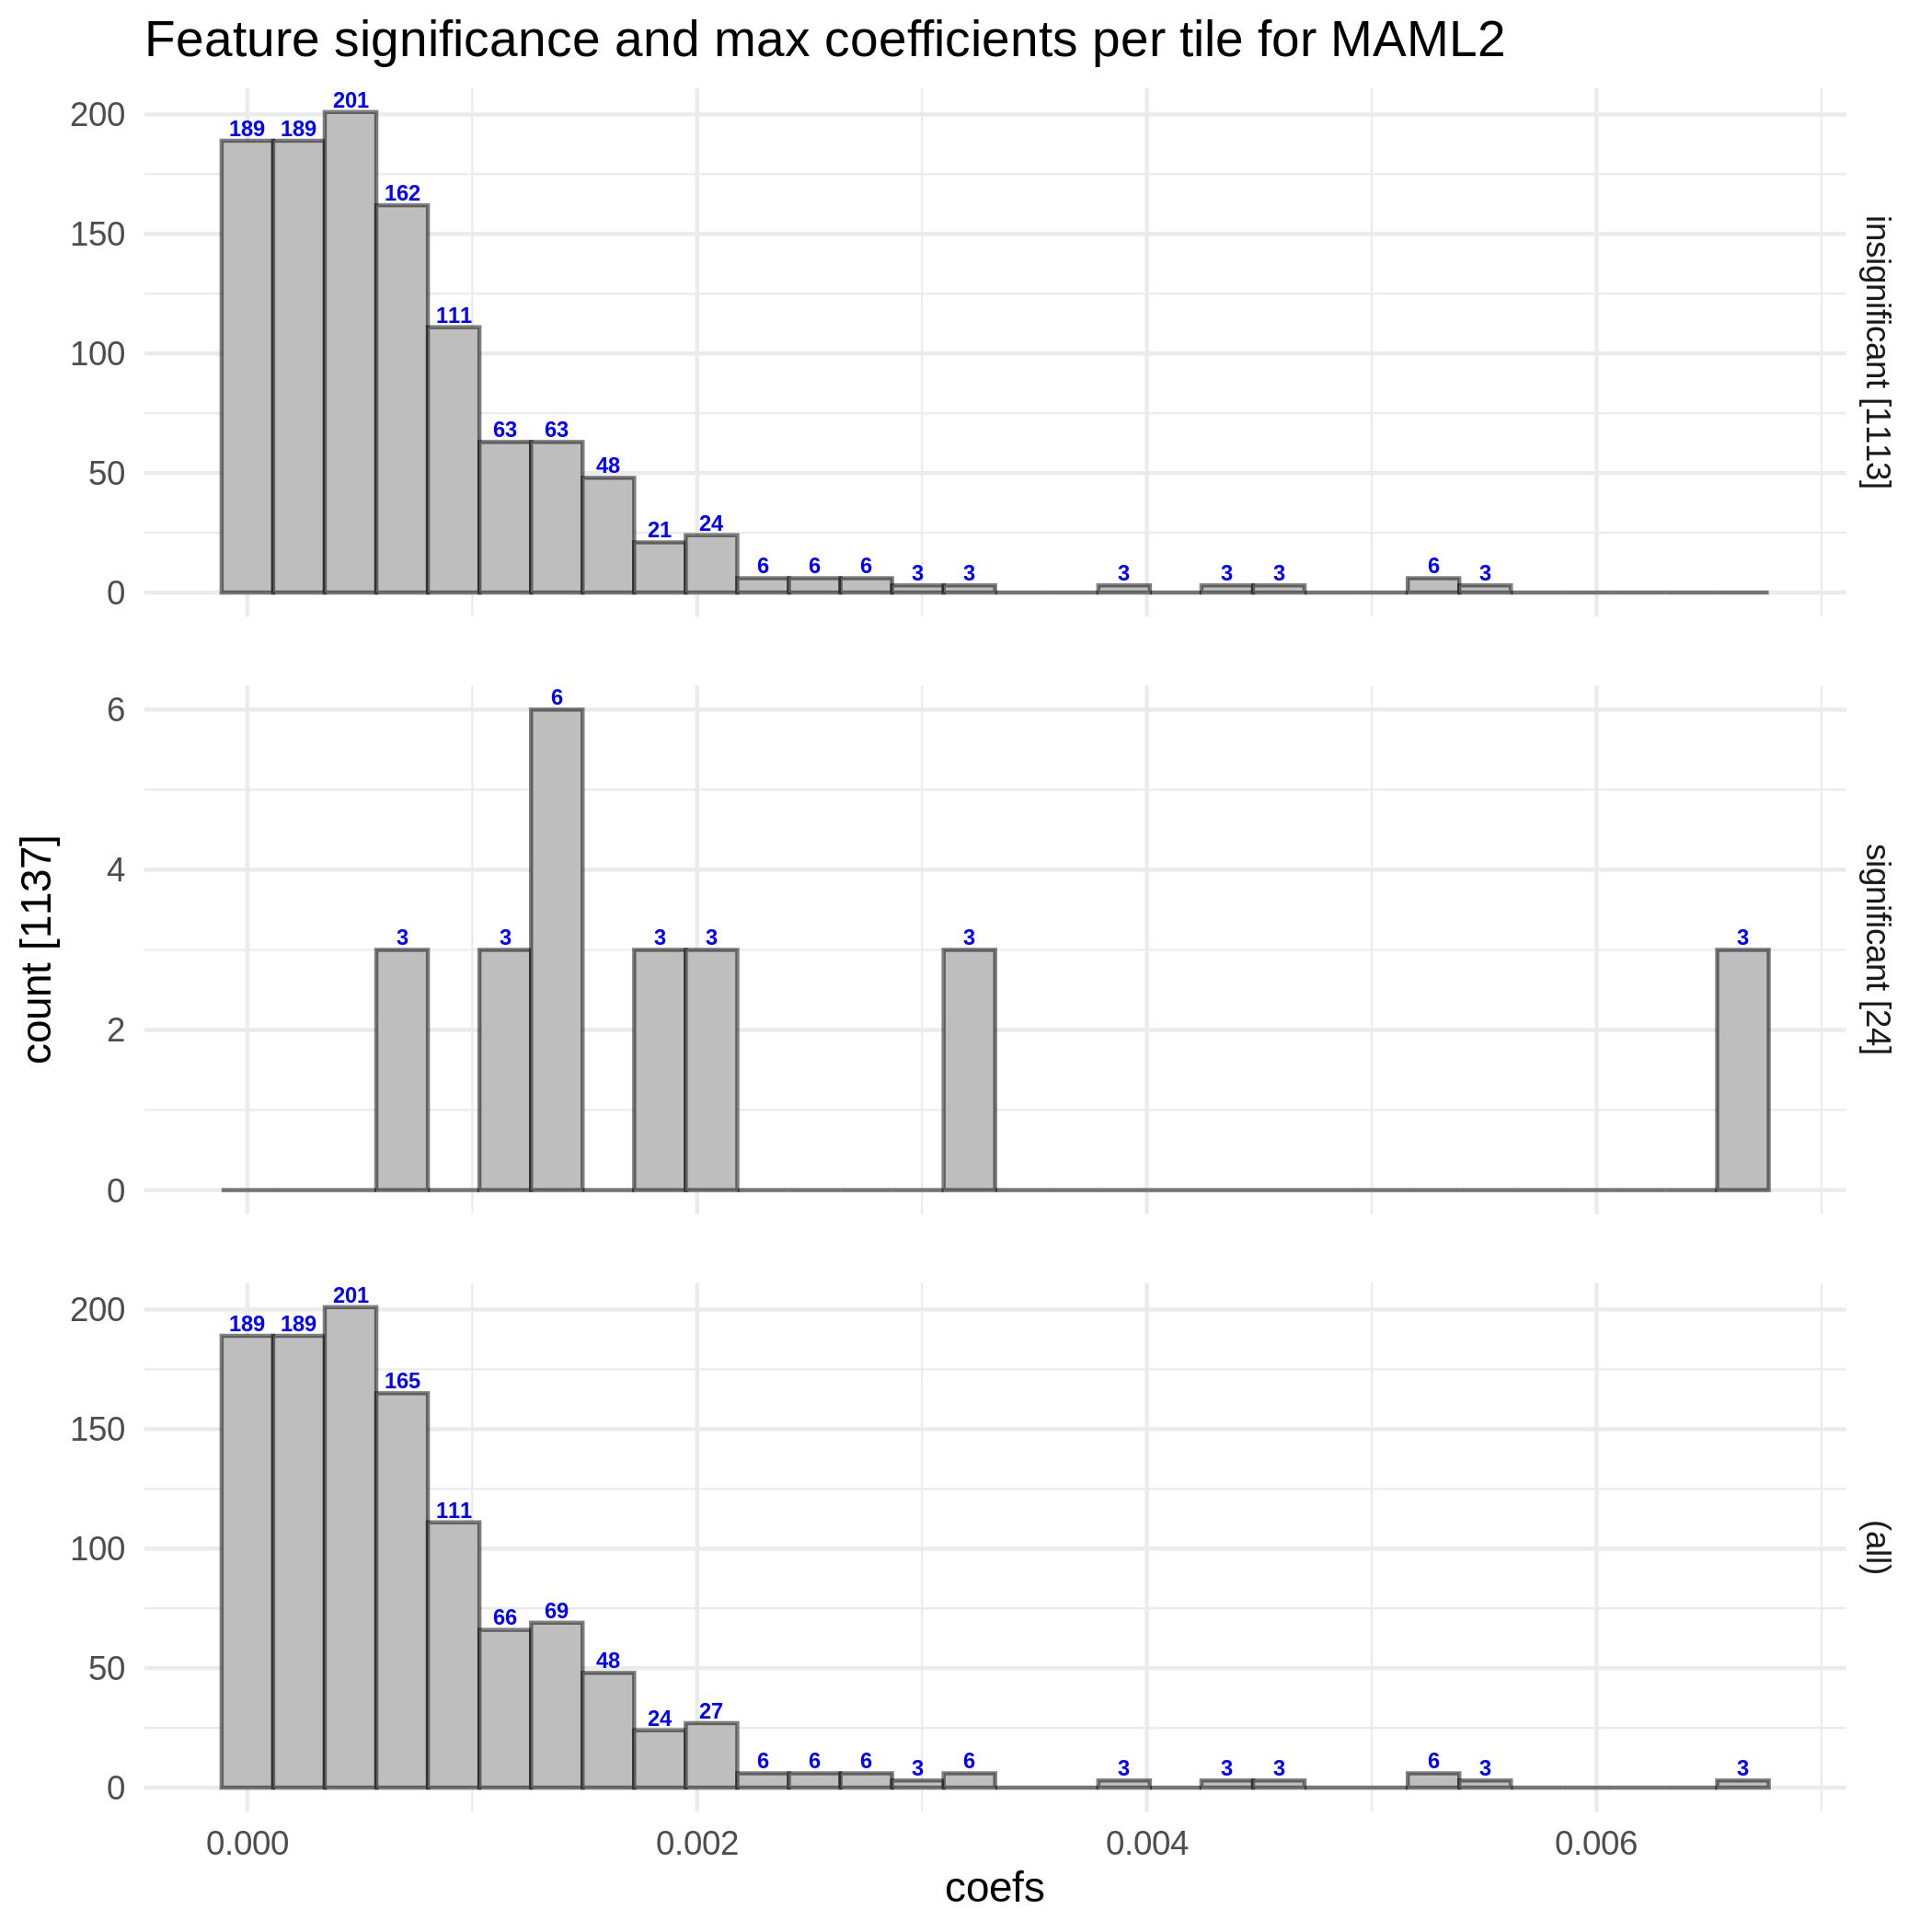 Feature significance and max coefficients per tile for MAML2
count [1137]
200
150
100
50
0
189 189 201 162 111 63 63 48 21 24 6 6 6 3 3 3 3 3 6 3
insignificant [1113]
6
4
2
0
3 3 6 3 3 3 3
significant [24]
200
150
100
50
0
189 189 201 165 111 66 69 48 24 27 6 6 6 3 6 3 3 3 6 3 3
(all)
0.000 0.002 0.004 0.006
coefs